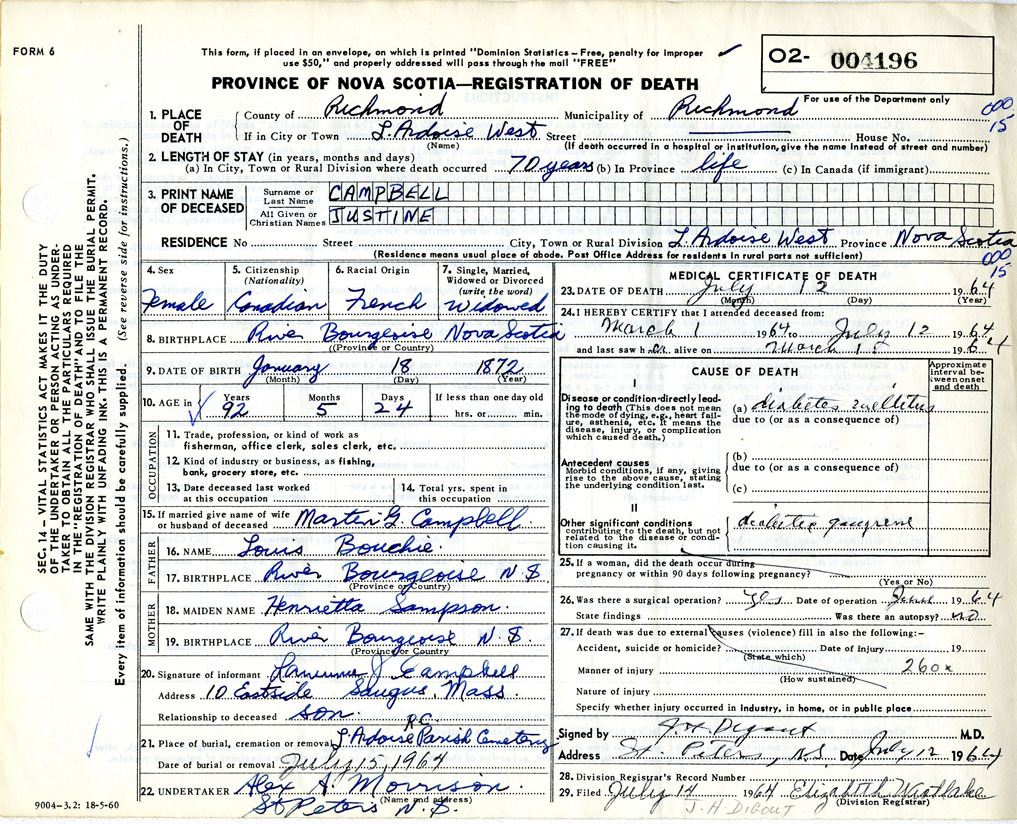 FORM 6
This form, if placed in an envelope, on which is printed "Dominion Statistics – Free, penalty for improper
use $50," and properly addressed will pass through the mail "FREE"
PROVINCE OF NOVA SCOTIA—REGISTRATION OF DEATH
O2- 004196
For use of the Department only
000
15
1. PLACE OF DEATH County of Richmond Municipality of Richmond
If in City or Town L'Ardoise West Street House No.
(Name) (If death occurred in a hospital or institution, give the name instead of street and number)
2. LENGTH OF STAY (in years, months and days)
(a) In City, Town or Rural Division where death occurred 70 years (b) In Province life (c) In Canada (if immigrant)
3. PRINT NAME OF DECEASED
Surname or Last Name CAMPBELL
All Given or Christian Names JUSTINE
RESIDENCE No Street City, Town or Rural Division L'Ardoise West Province Nova Scotia
(Residence means usual place of abode. Post Office Address for residents in rural parts not sufficient)
000
15
4. Sex Female
5. Citizenship (Nationality) Canadian
6. Racial Origin French
7. Single, Married, Widowed or Divorced (write the word) Widowed
8. BIRTHPLACE River Bourgeoise Nova Scotia
(Province or Country)
9. DATE OF BIRTH January 18 1872
(Month) (Day) (Year)
10. AGE in Years 92 Months 5 Days 24 If less than one day old hrs. or min.
OCCUPATION
11. Trade, profession, or kind of work as
fisherman, office clerk, sales clerk, etc.
12. Kind of industry or business, as fishing,
bank, grocery store, etc.
13. Date deceased last worked at this occupation
14. Total yrs. spent in this occupation
15. If married give name of wife or husband of deceased Martin G. Campbell
FATHER
16. NAME Louis Bouchie.
17. BIRTHPLACE River Bourgeoise N.S
(Province or Country)
MOTHER
18. MAIDEN NAME Henrietta Sampson.
19. BIRTHPLACE River Bourgeoise N.S.
(Province or Country
20. Signature of informant J Campbell
Address 10 Eastside Saugus, Mass.
Relationship to deceased son.
21. Place of burial, cremation or removal L'Ardoise R.C. Parish Cemetery
Date of burial or removal July 15, 1964
22. UNDERTAKER Alex A. Morrison
(Name and address)
St Peters N.S.
9004-3.2: 18-5-60
MEDICAL CERTIFICATE OF DEATH
23. DATE OF DEATH July 12 1964
(Month) (Day) (Year)
24. I HEREBY CERTIFY that I attended deceased from:
March 1 1964 to July 12 1964
and last saw her alive on March 1964
CAUSE OF DEATH
Approximate interval between onset and death
I
Disease or condition directly leading to death (This does not mean the mode of dying, e.g., heart failure, asthenia, etc. It means the disease, injury, or complication which caused death.)
(a) diabetes mellitus
due to (or as a consequence of)
Antecedent causes
Morbid conditions, if any, giving rise to the above cause, stating the underlying condition last.
(b)
due to (or as a consequence of)
(c)
II
Other significant conditions
contributing to the death, but not related to the disease or condition causing it.
diabetic gangrene
25. If a woman, did the death occur during
pregnancy or within 90 days following pregnancy?
(Yes or No)
26. Was there a surgical operation? Yes Date of operation June 1964
State findings Was there an autopsy? no
27. If death was due to external causes (violence) fill in also the following:–
Accident, suicide or homicide? Date of injury 19
(State which)
Manner of injury 260x
(How sustained)
Nature of injury
Specify whether injury occurred in industry, in home, or in public place
Signed by J.H. Digout M.D.
Address St. Peters, N.S. Date July 12 1964
28. Division Registrar's Record Number
29. Filed July 14 1964 Elizabeth Westlake
(Division Registrar)
J. H DIGOUT
SEC. 14 – VITAL STATISTICS ACT MAKES IT THE DUTY
OF THE UNDERTAKER OR PERSON ACTING AS UNDERTAKER TO OBTAIN ALL THE PARTICULARS REQUIRED
IN THE "REGISTRATION OF DEATH" AND TO FILE THE
SAME WITH THE DIVISION REGISTRAR WHO SHALL ISSUE THE BURIAL PERMIT.
WRITE PLAINLY WITH UNFADING INK. THIS IS A PERMANENT RECORD.
Every item of information should be carefully supplied. (See reverse side for instructions.)